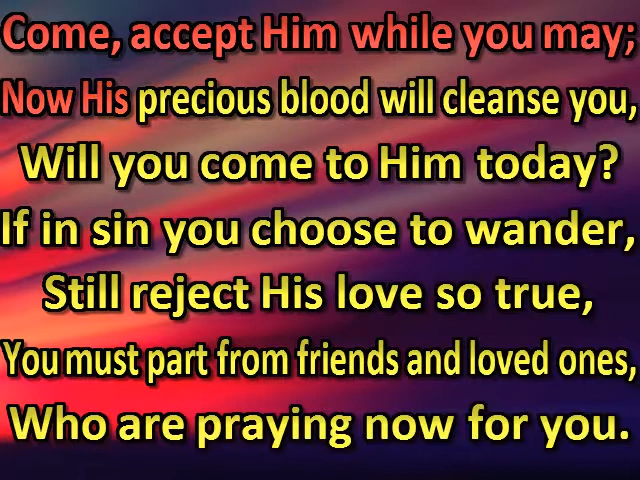 Come, accept Him while you may;
Now His precious blood will cleanse you,
Will you come to Him today?
If in sin you choose to wander,
Still reject His love so true,
You must part from friends and loved ones,
Who are praying now for you.